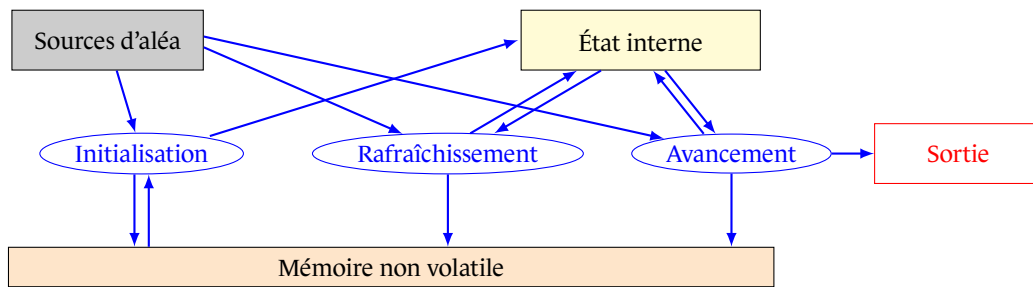 Sources d'aléa
État interne
Initialisation
Rafraîchissement
Avancement
Sortie
Mémoire non volatile